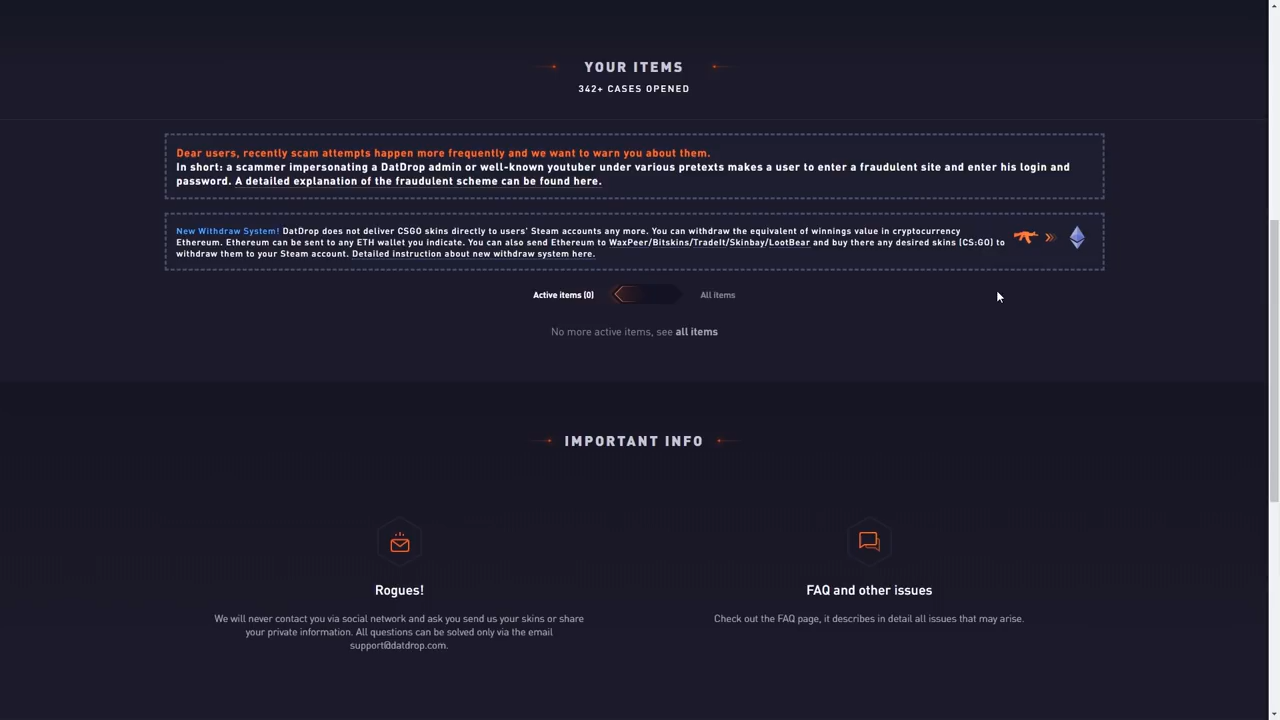 YOUR ITEMS
342+ CASES OPENED
Dear users, recently scam attempts happen more frequently and we want to warn you about them.
In short: a scammer impersonating a DatDrop admin or well-known youtuber under various pretexts makes a user to enter a fraudulent site and enter his login and
password. A detailed explanation of the fraudulent scheme can be found here.
New Withdraw System! DatDrop does not deliver CSGO skins directly to users' Steam accounts any more. You can withdraw the equivalent of winnings value in cryptocurrency
Ethereum. Ethereum can be sent to any ETH wallet you indicate. You can also send Ethereum to WaxPeer/Bitskins/TradeIt/Skinbay/LootBear and buy there any desired skins (CS:GO) to
withdraw them to your Steam account. Detailed instruction about new withdraw system here.
Active items (0) All items
No more active items, see all items
IMPORTANT INFO
Rogues!
We will never contact you via social network and ask you send us your skins or share
your private information. All questions can be solved only via the email
support@datdrop.com.
FAQ and other issues
Check out the FAQ page, it describes in detail all issues that may arise.